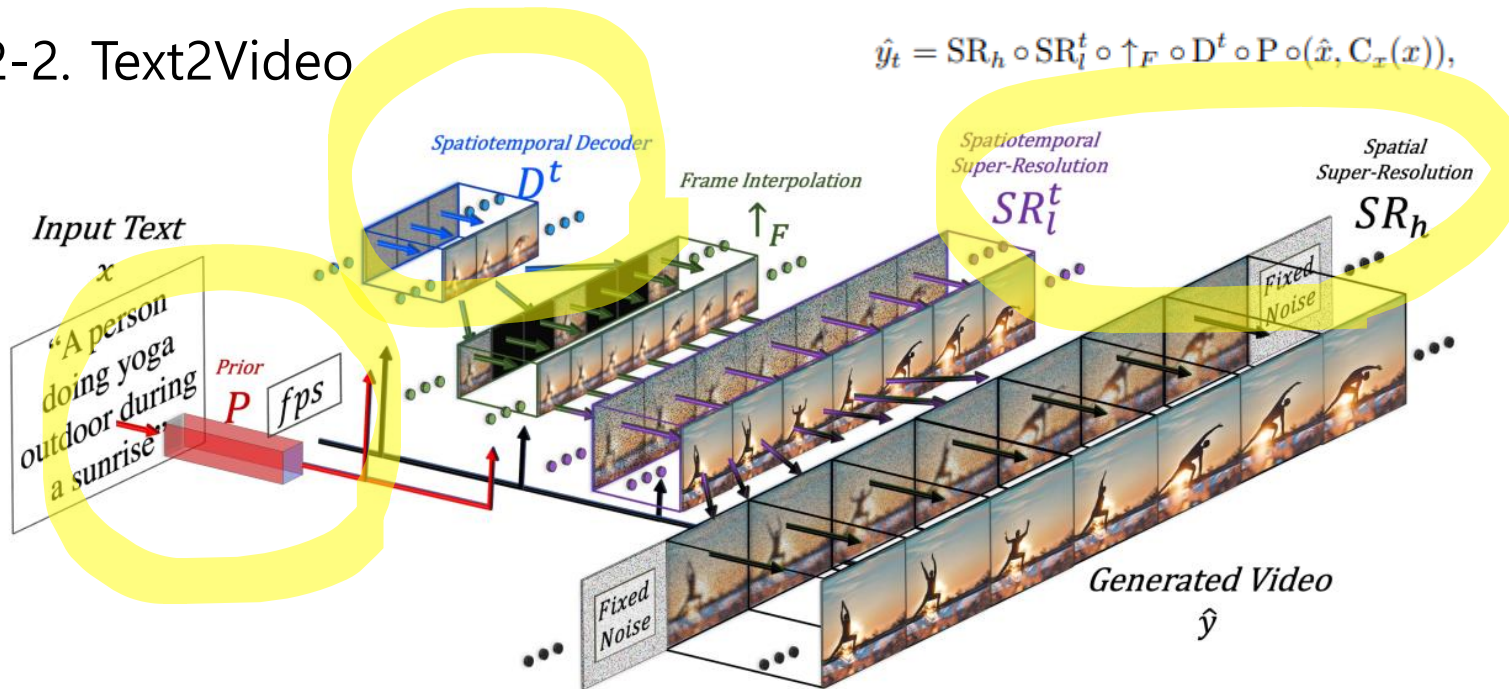 2-2. Text2Video
ŷ_t = SR_h ∘ SR_l^t ∘ ↑_F ∘ D^t ∘ P ∘(x̂, C_x(x)),
Spatiotemporal Decoder
D^t
Frame Interpolation
↑_F
Spatiotemporal
Super-Resolution
SR_l^t
Spatial
Super-Resolution
SR_h
Input Text
x
“A person
doing yoga
outdoor during
a sunrise”
Prior
P
fps
Fixed
Noise
Fixed
Noise
Generated Video
ŷ